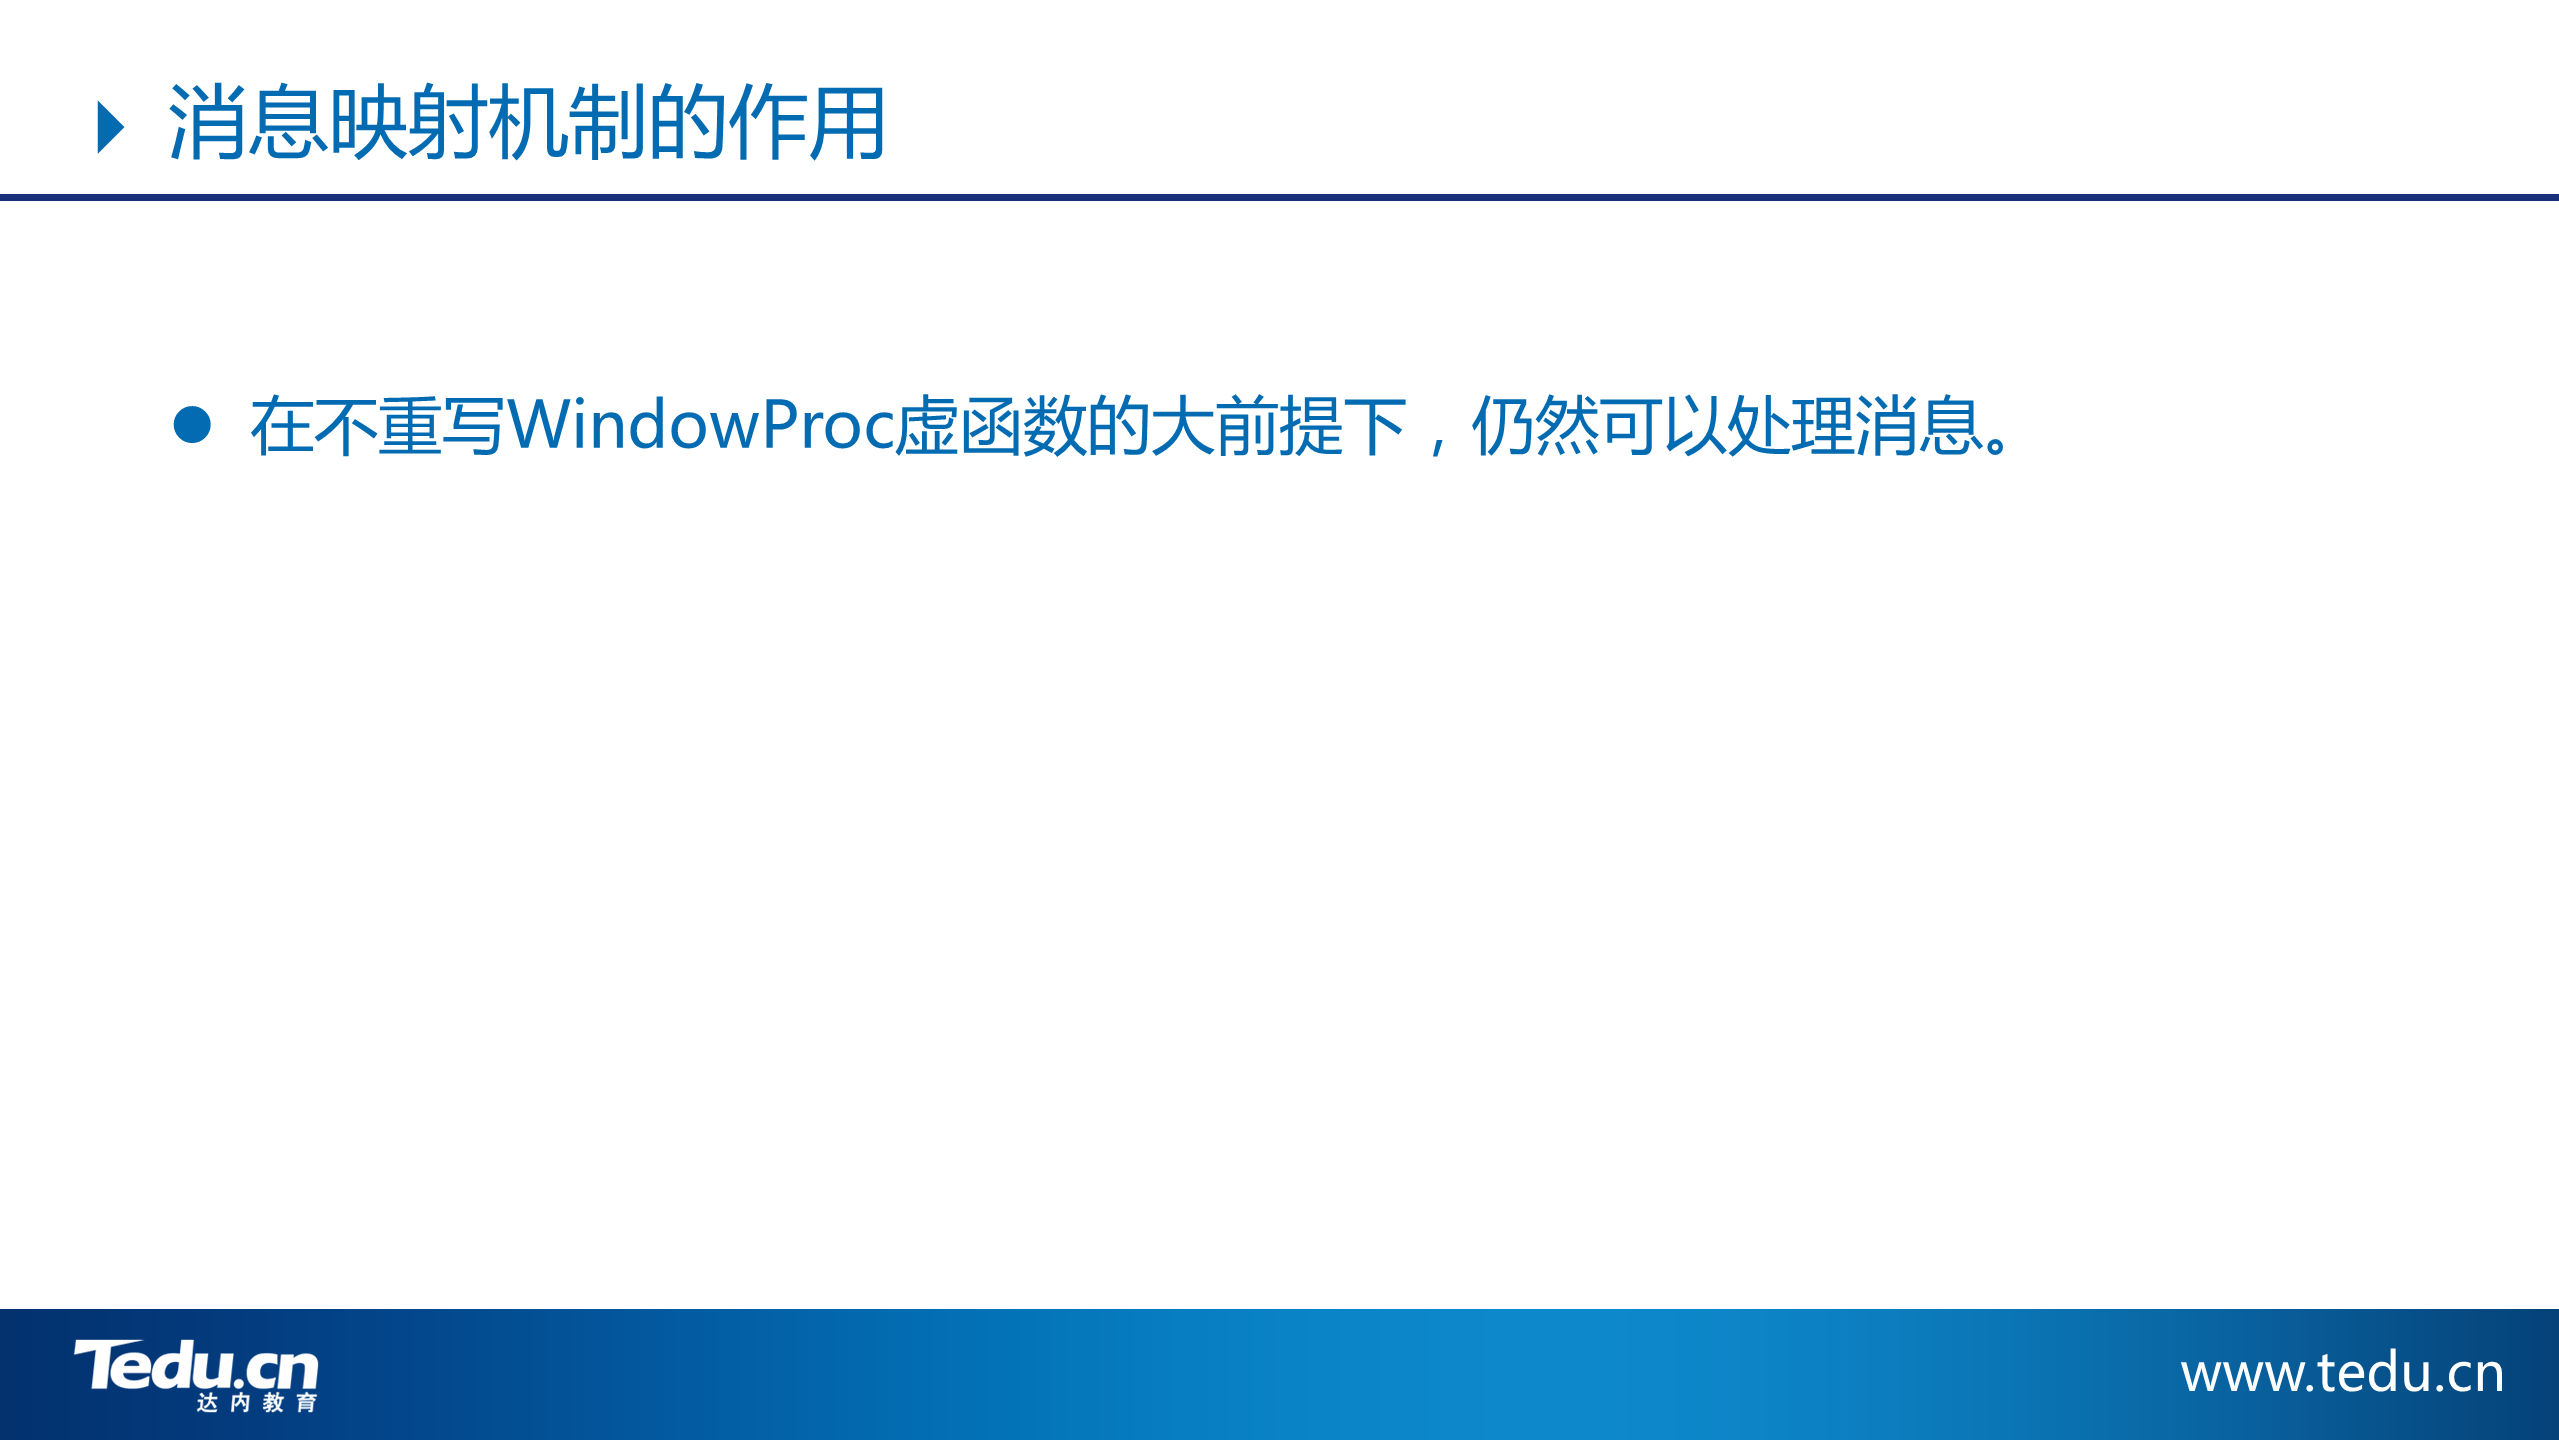 消息映射机制的作用
在不重写WindowProc虚函数的大前提下，仍然可以处理消息。
Tedu.cn
达内教育
www.tedu.cn